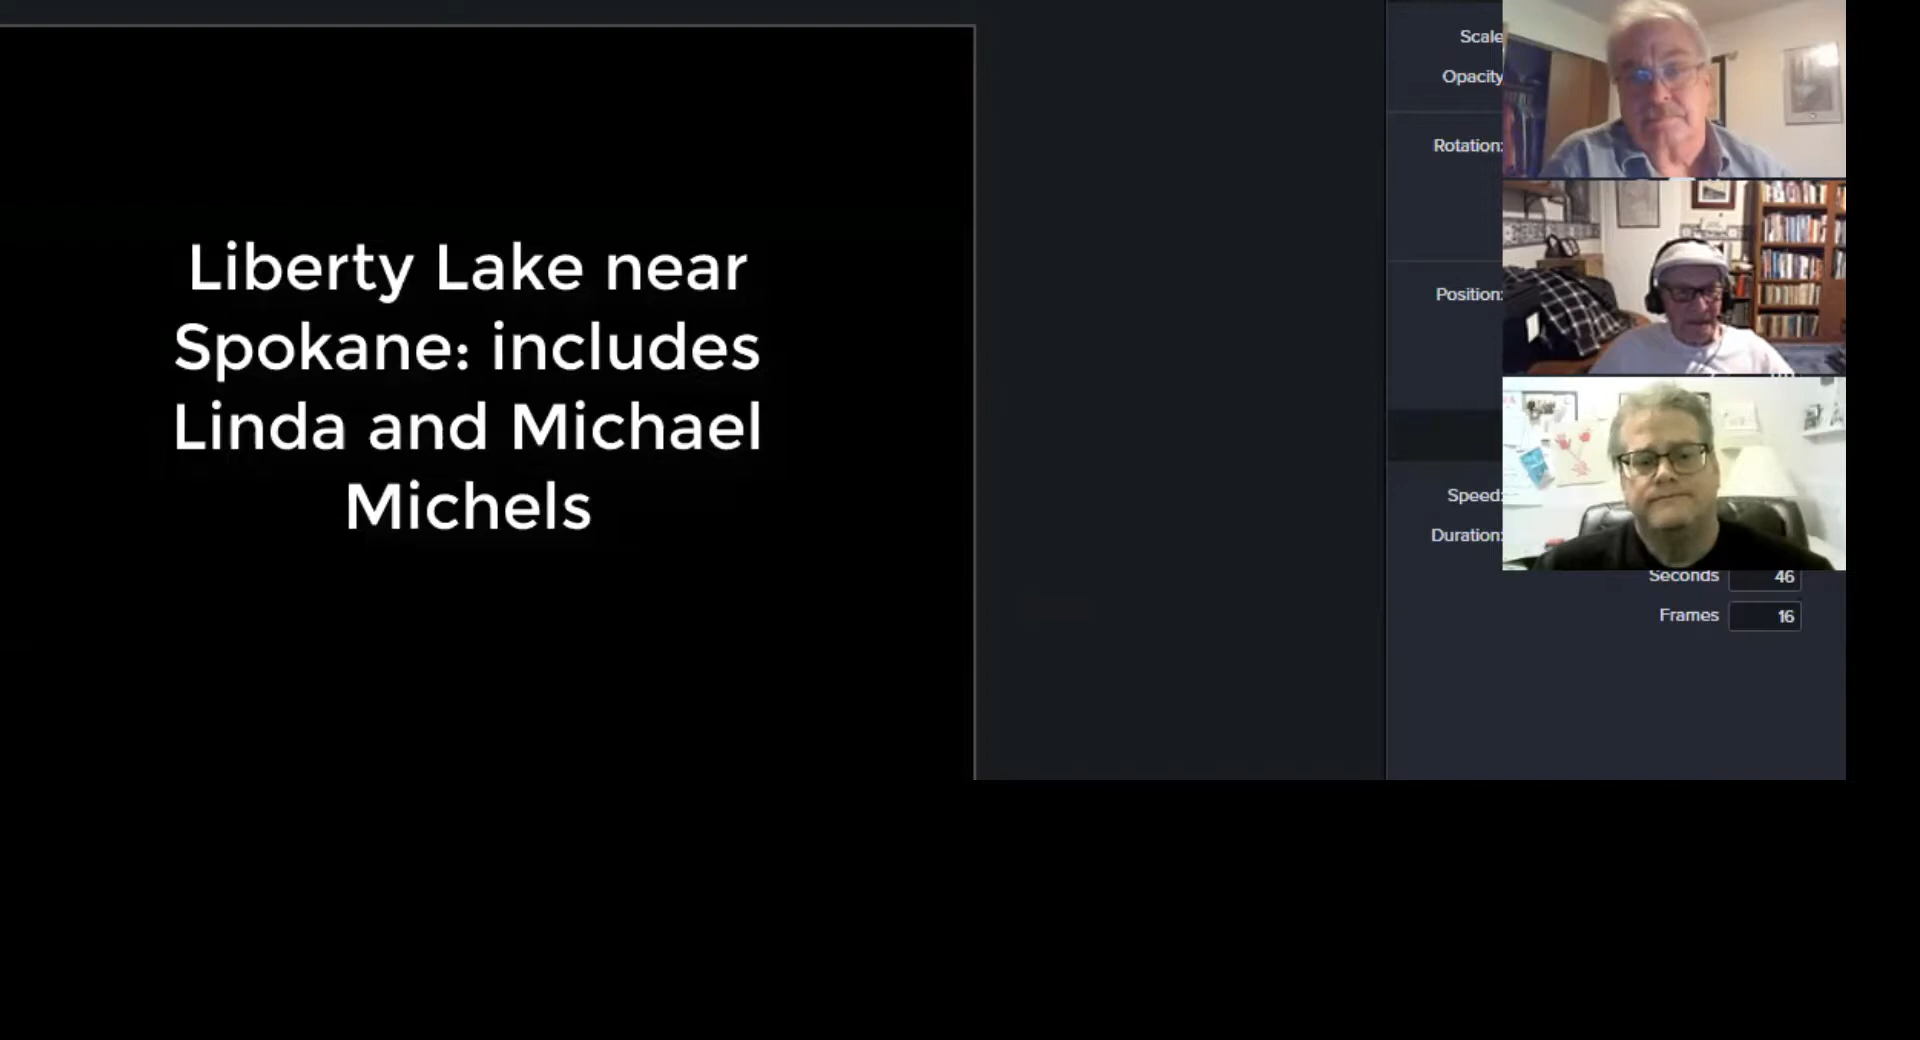 Liberty Lake near
Spokane: includes
Linda and Michael
Michels
Scale
Opacity
Rotation:
Position:
Speed:
Duration:
Seconds 46
Frames 16